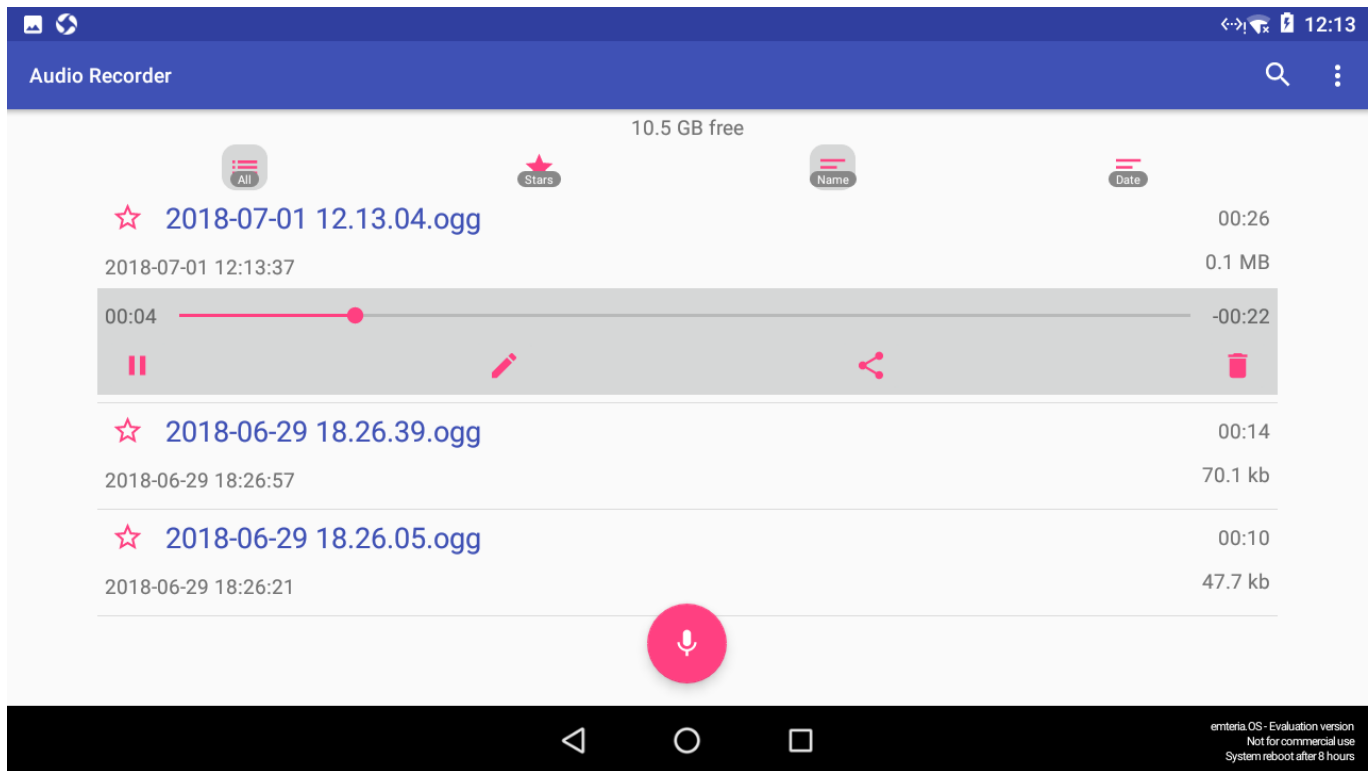 12:13
Audio Recorder
10.5 GB free
All
Stars
Name
Date
2018-07-01 12.13.04.ogg
00:26
2018-07-01 12:13:37
0.1 MB
00:04
-00:22
2018-06-29 18.26.39.ogg
00:14
2018-06-29 18:26:57
70.1 kb
2018-06-29 18.26.05.ogg
00:10
2018-06-29 18:26:21
47.7 kb
emteria.OS - Evaluation version
Not for commercial use
System reboot after 8 hours